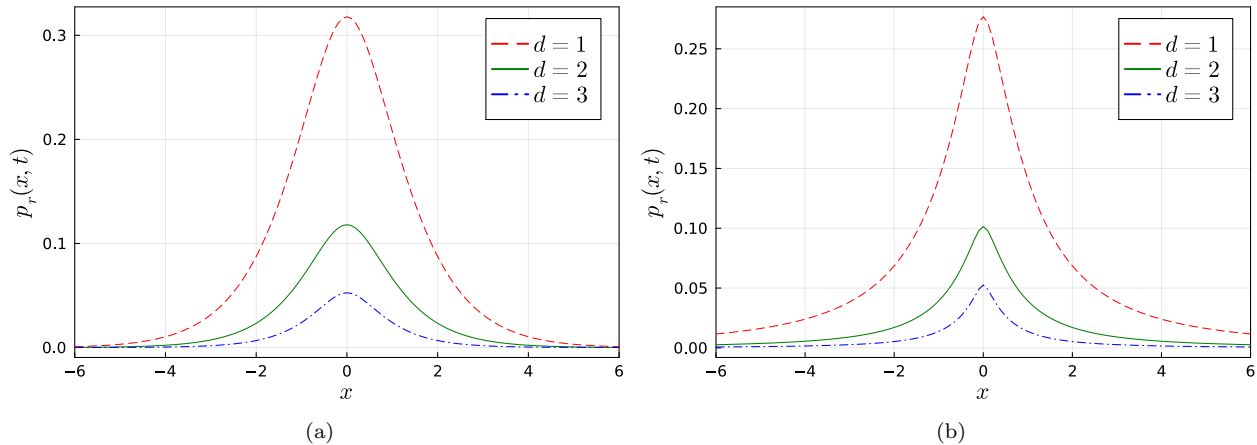 0.3
0.2
0.1
0.0
p_r(x, t)
−6
−4
−2
0
2
4
6
x
d = 1
d = 2
d = 3
(a)
0.25
0.20
0.15
0.10
0.05
0.00
p_r(x, t)
−6
−4
−2
0
2
4
6
x
d = 1
d = 2
d = 3
(b)